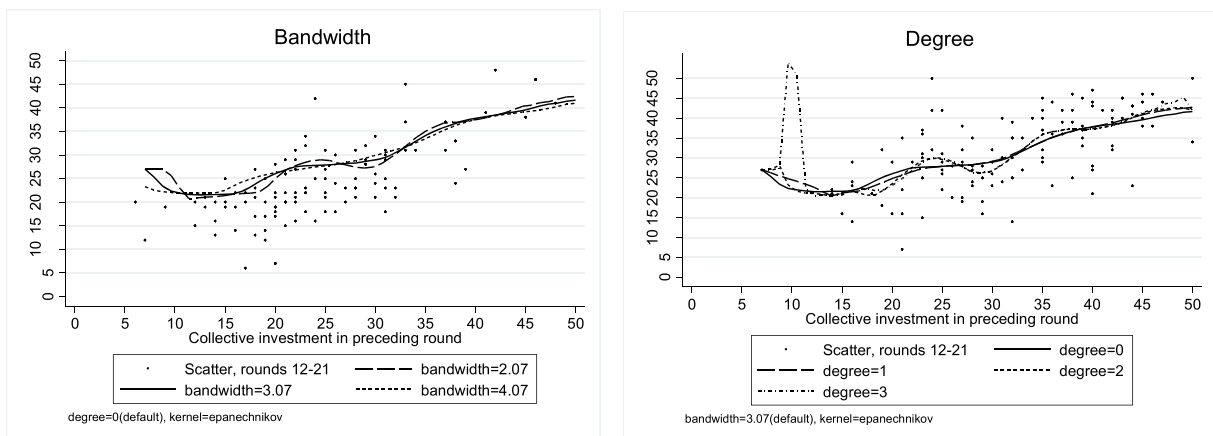 Bandwidth
50
45
40
35
30
25
20
15
10
5
0
0 5 10 15 20 25 30 35 40 45 50
Collective investment in preceding round
Scatter, rounds 12-21 bandwidth=2.07
bandwidth=3.07 bandwidth=4.07
degree=0(default), kernel=epanechnikov
Degree
50
45
40
35
30
25
20
15
10
5
0
0 5 10 15 20 25 30 35 40 45 50
Collective investment in preceding round
Scatter, rounds 12-21 degree=0
degree=1 degree=2
degree=3
bandwidth=3.07(default), kernel=epanechnikov